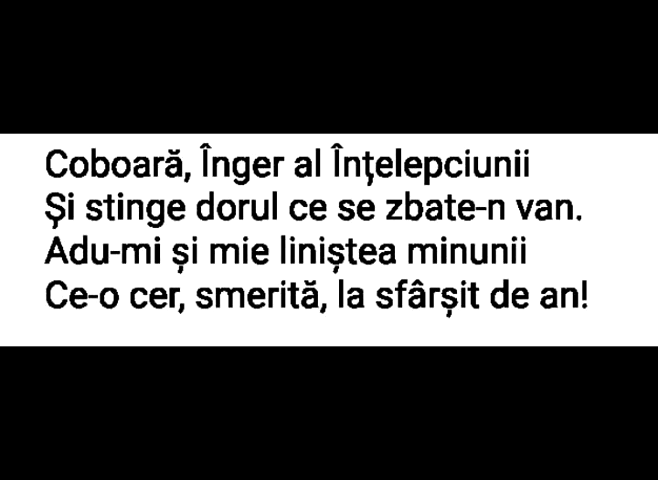 Coboară, Înger al Înțelepciunii
Și stinge dorul ce se zbate-n van.
Adu-mi și mie liniștea minunii
Ce-o cer, smerită, la sfârșit de an!